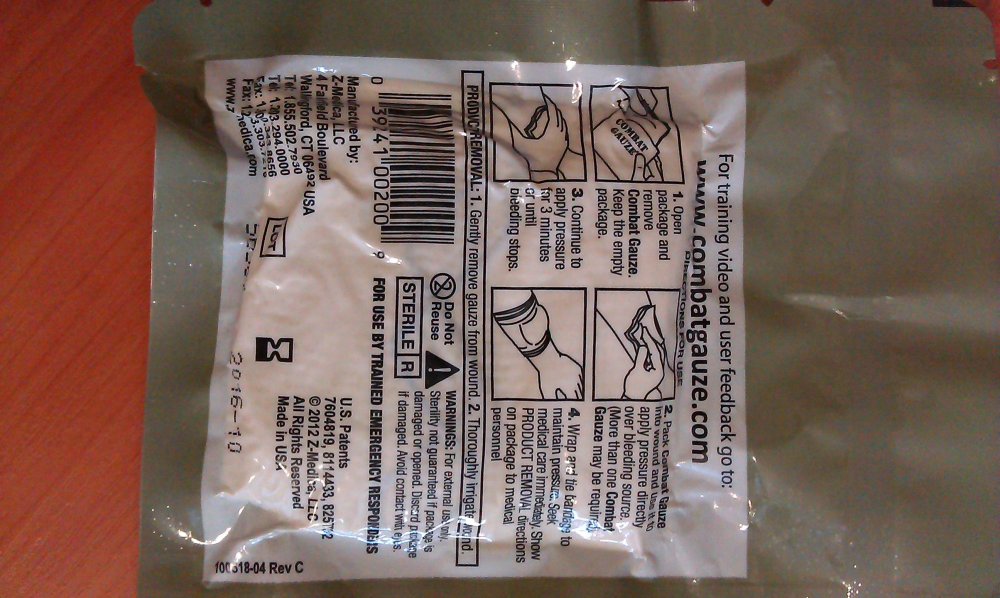 For training video and user feedback go to:
www.combatgauze.com
DIRECTIONS FOR USE
COMBAT
GAUZE
1. Open
package and
remove
Combat Gauze.
Keep the empty
package.
2. Pack Combat Gauze
into wound and use it to
apply pressure directly
over bleeding source.
(More than one Combat
Gauze may be required.)
3. Continue to
apply pressure
for 3 minutes
or until
bleeding stops.
4. Wrap and tie bandage to
maintain pressure. Seek
medical care immediately. Show
PRODUCT REMOVAL directions
on package to medical
personnel
PRODUCT REMOVAL: 1. Gently remove gauze from wound. 2. Thoroughly irrigate wound.
Do Not
Reuse
WARNINGS: For external use only.
Sterility not guaranteed if package is
damaged or opened. Discard package
if damaged. Avoid contact with eyes.
STERILE R
FOR USE BY TRAINED EMERGENCY RESPONDERS
Manufactured by:
Z-Medica, LLC
4 Fairfield Boulevard
Wallingford, CT 06492 USA
Tel: 1.855.502.7930
Tel: 1.203.294.0000
www.z-medica.com
LOT
2016-10
U.S. Patents
7604819, 8114433,
© 2012 Z-Medica, LLC
All Rights Reserved
Made in USA
Rev C